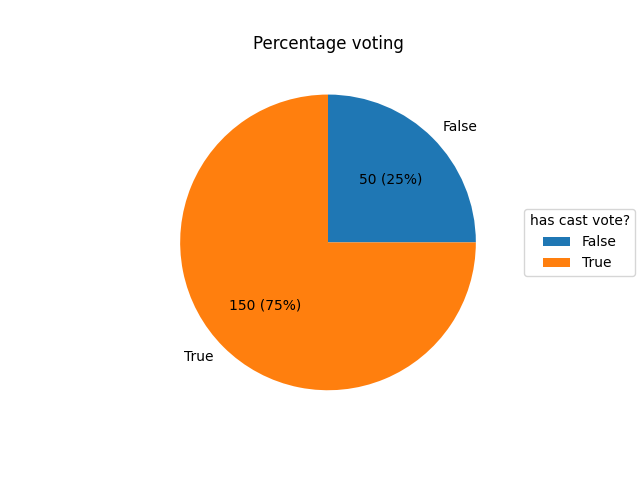 Percentage voting
False
50 (25%)
has cast vote?
False
True
150 (75%)
True